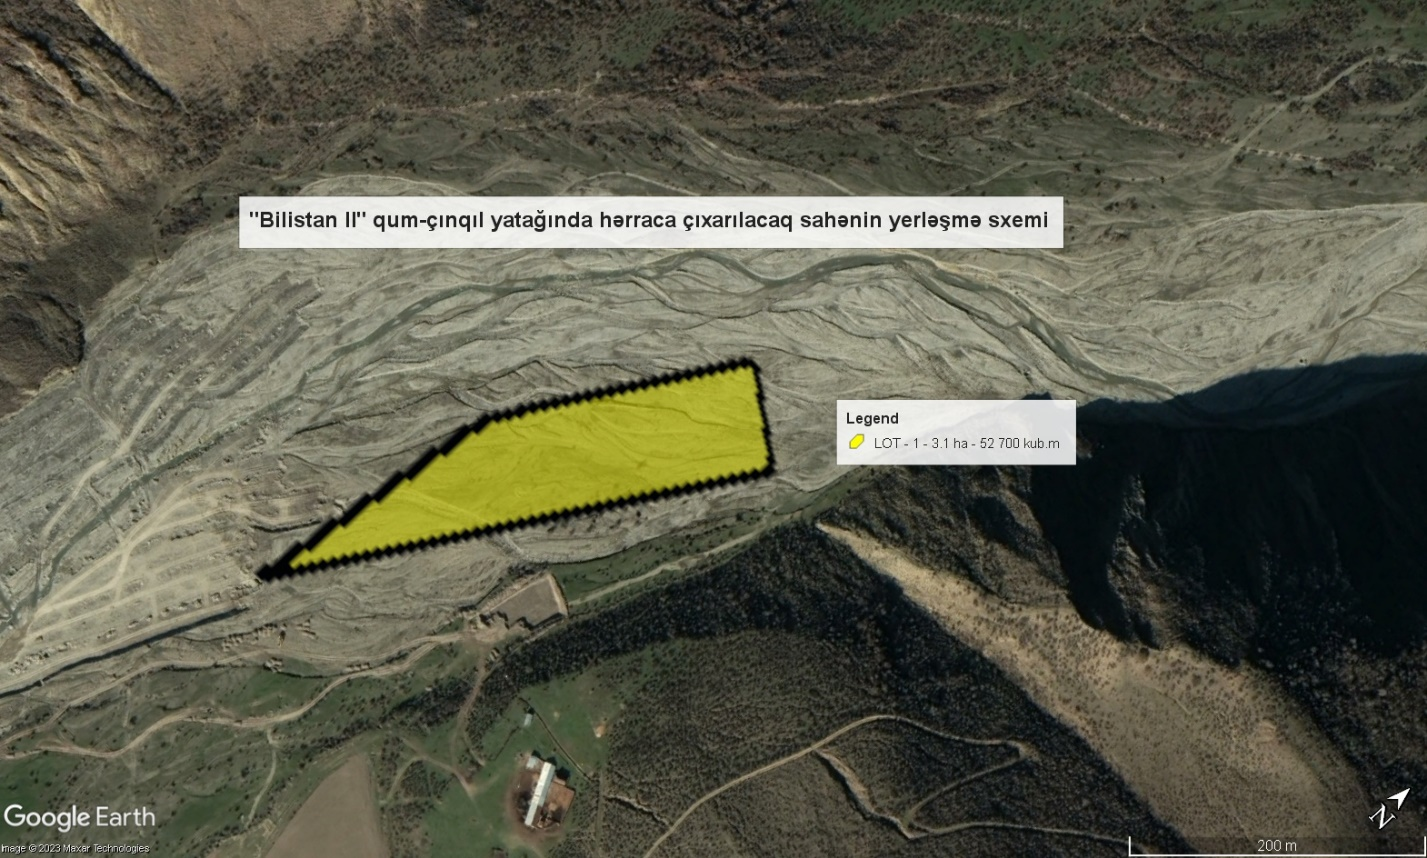 "Bilistan II" qum-çınqıl yatağında hərraca çıxarılacaq sahənin yerləşmə sxemi
Legend
LOT - 1 - 3.1 ha - 52 700 kub.m
Google Earth
Image © 2023 Maxar Technologies
N
200 m